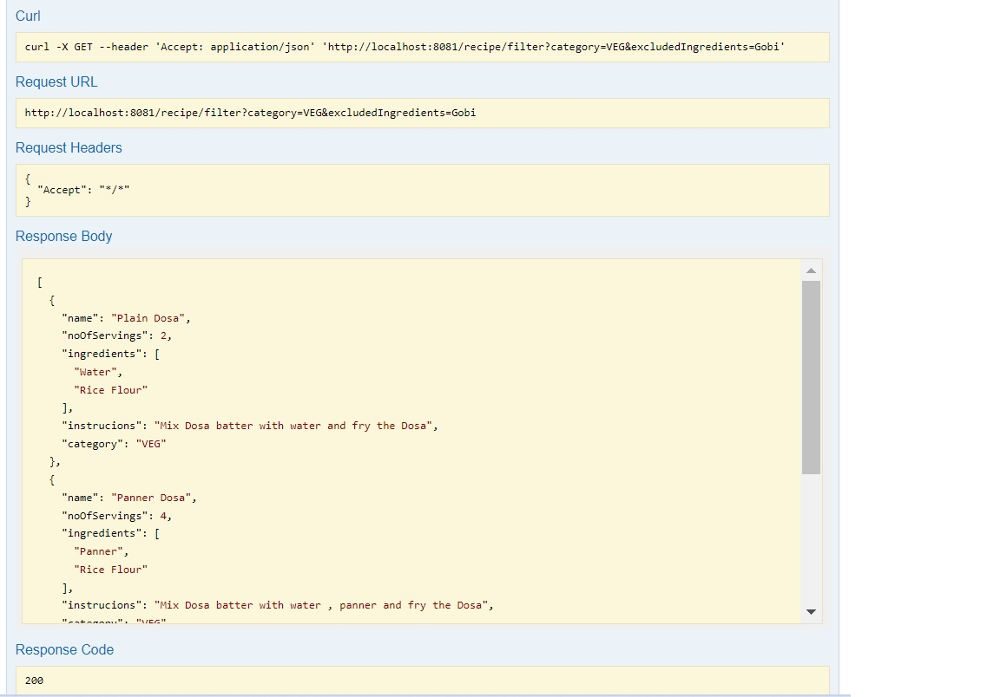 Curl
curl -X GET --header 'Accept: application/json' 'http://localhost:8081/recipe/filter?category=VEG&excludedIngredients=Gobi'
Request URL
http://localhost:8081/recipe/filter?category=VEG&excludedIngredients=Gobi
Request Headers
{
  "Accept": "*/*"
}
Response Body
[
  {
    "name": "Plain Dosa",
    "noOfServings": 2,
    "ingredients": [
      "Water",
      "Rice Flour"
    ],
    "instrucions": "Mix Dosa batter with water and fry the Dosa",
    "category": "VEG"
  },
  {
    "name": "Panner Dosa",
    "noOfServings": 4,
    "ingredients": [
      "Panner",
      "Rice Flour"
    ],
    "instrucions": "Mix Dosa batter with water , panner and fry the Dosa",
    "category": "VEG"
Response Code
200